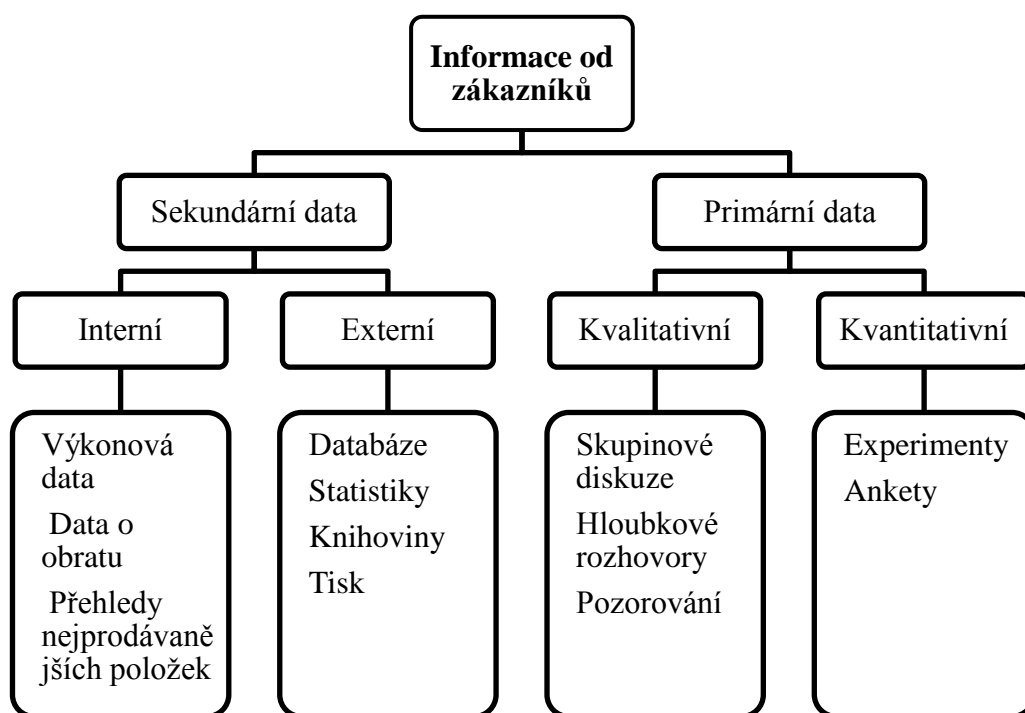 Informace od
zákazníků
Sekundární data
Primární data
Interní
Externí
Kvalitativní
Kvantitativní
Výkonová
data
Data o
obratu
Přehledy
nejprodávaně
jších položek
Databáze
Statistiky
Knihoviny
Tisk
Skupinové
diskuze
Hloubkové
rozhovory
Pozorování
Experimenty
Ankety